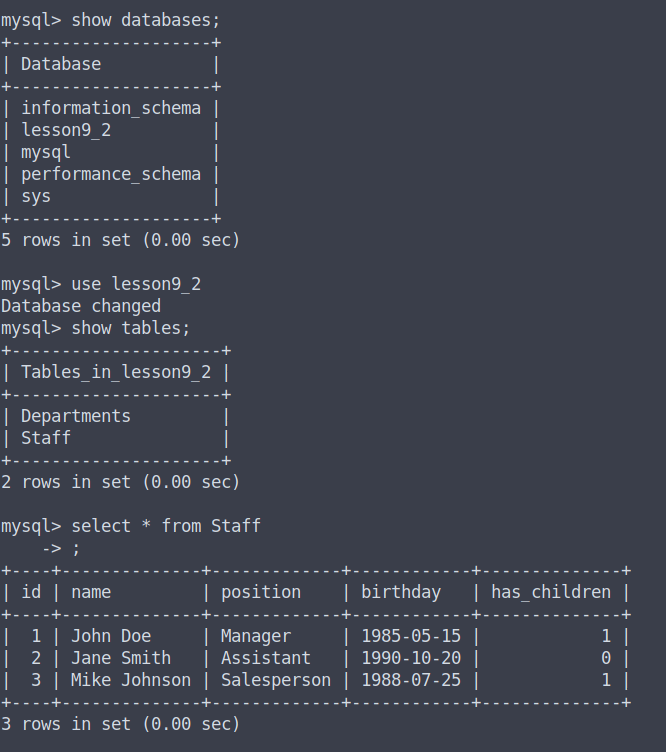 mysql> show databases;
+--------------------+
| Database           |
+--------------------+
| information_schema |
| lesson9_2          |
| mysql              |
| performance_schema |
| sys                |
+--------------------+
5 rows in set (0.00 sec)

mysql> use lesson9_2
Database changed
mysql> show tables;
+---------------------+
| Tables_in_lesson9_2 |
+---------------------+
| Departments         |
| Staff               |
+---------------------+
2 rows in set (0.00 sec)

mysql> select * from Staff
    -> ;
+----+--------------+-------------+------------+--------------+
| id | name         | position    | birthday   | has_children |
+----+--------------+-------------+------------+--------------+
|  1 | John Doe     | Manager     | 1985-05-15 |            1 |
|  2 | Jane Smith   | Assistant   | 1990-10-20 |            0 |
|  3 | Mike Johnson | Salesperson | 1988-07-25 |            1 |
+----+--------------+-------------+------------+--------------+
3 rows in set (0.00 sec)